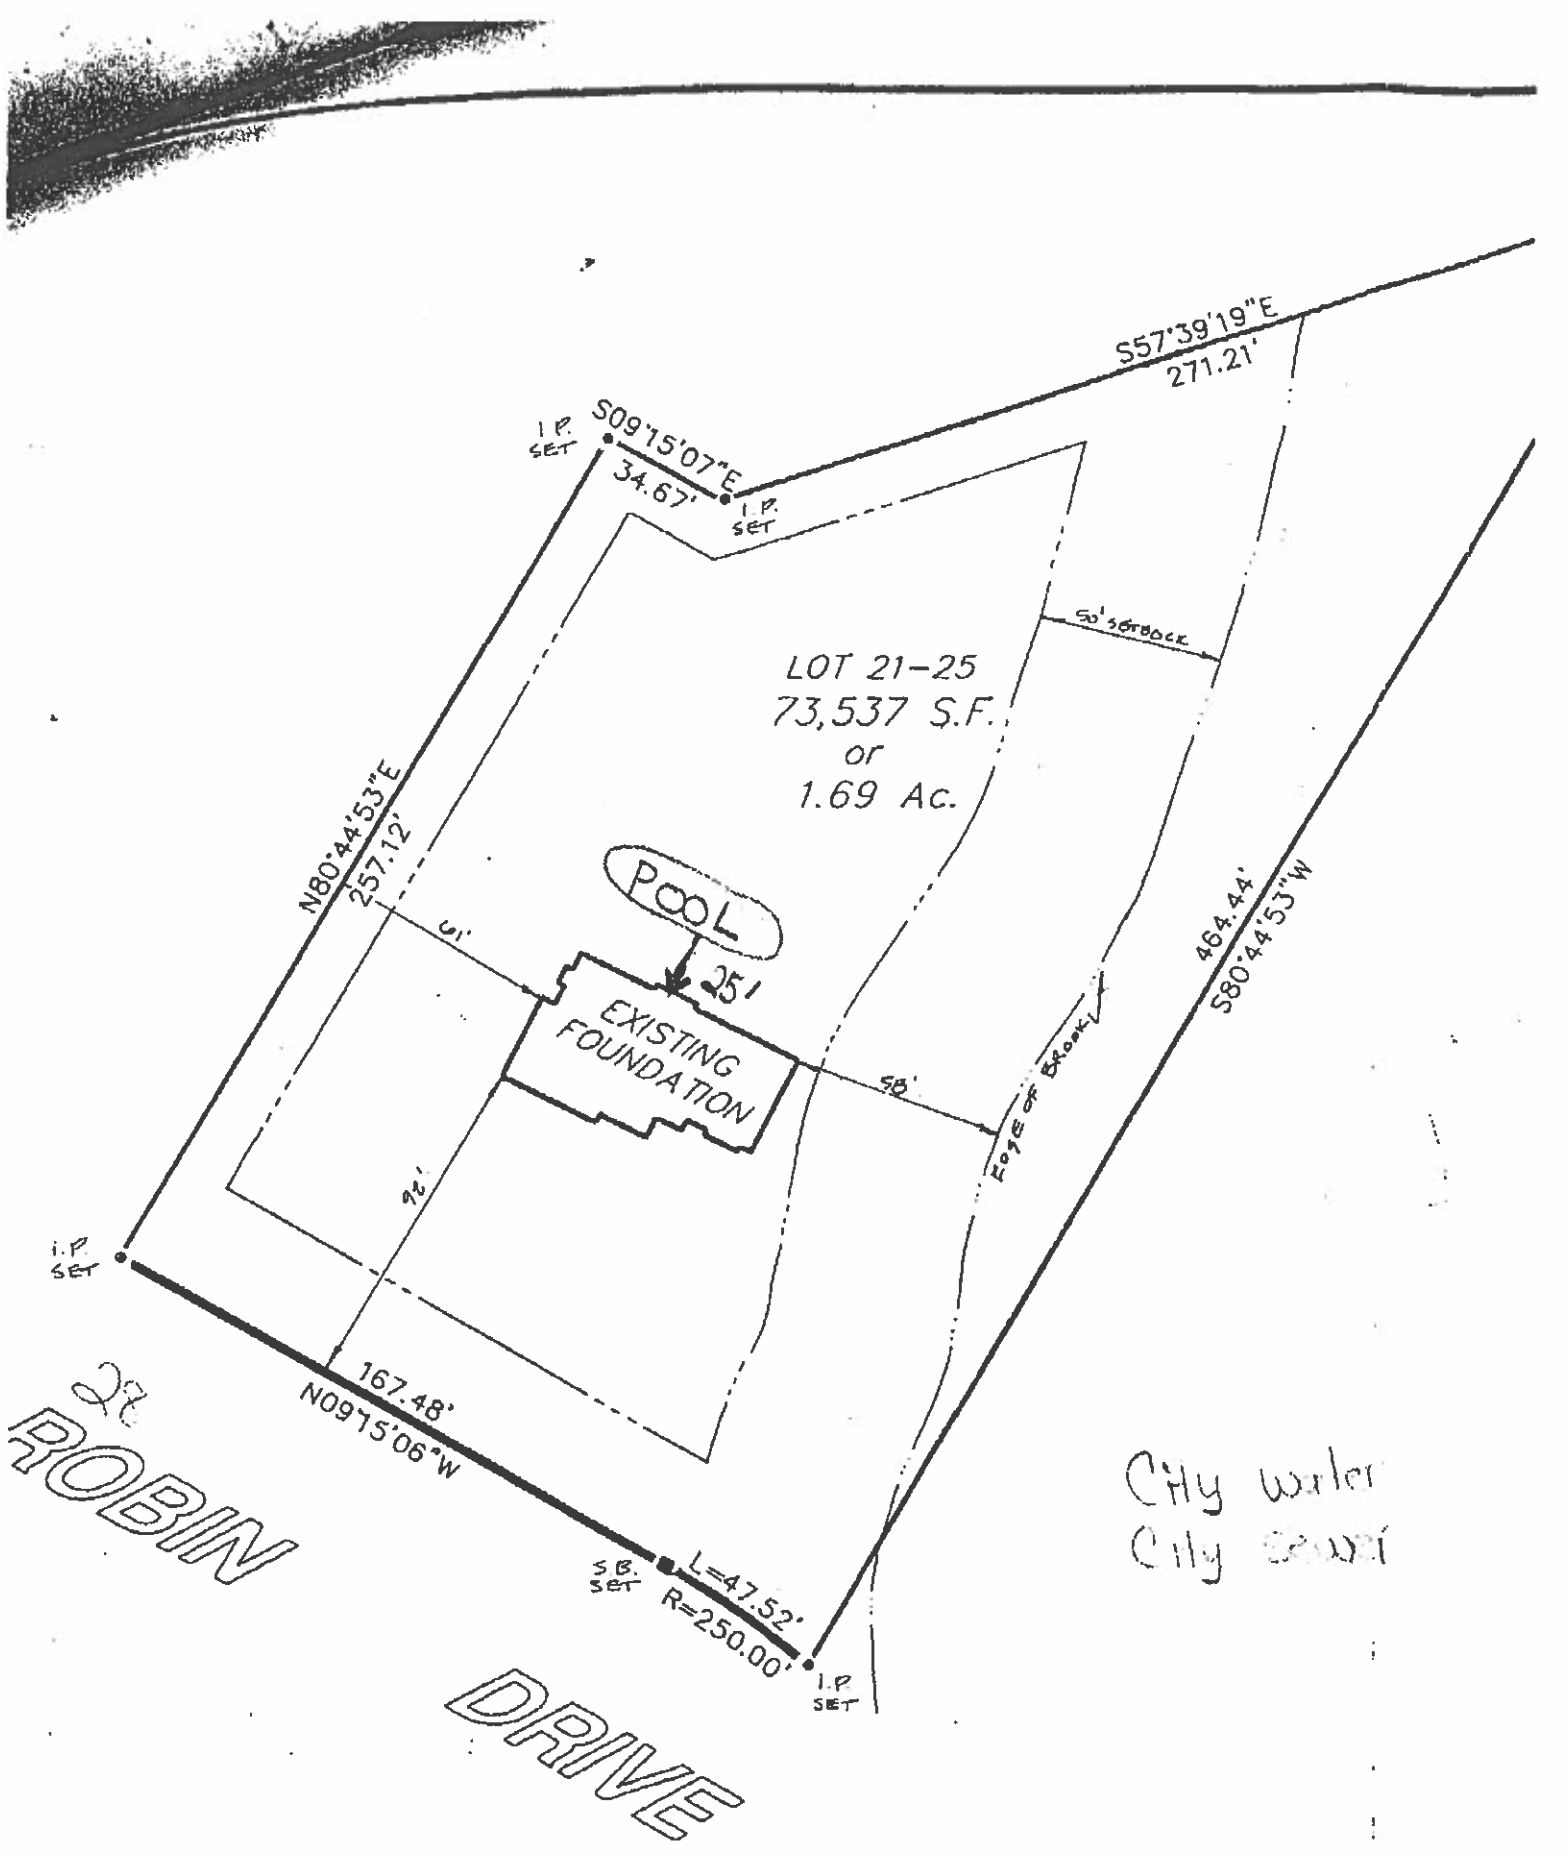 S57°39'19"E
271.21'
I.P.
SET
S09°15'07"E
34.67'
I.P.
SET
50' SETBACK
LOT 21-25
73,537 S.F.
or
1.69 Ac.
N80°44'53"E
257.12'
POOL
464.44'
S80°44'53"W
61'
25'
EXISTING
FOUNDATION
58'
EDGE OF BROOK
I.P.
SET
167.48'
N09°15'06"W
28
ROBIN
DRIVE
City water
City sewer
S.B.
SET
L=47.52'
R=250.00'
I.P.
SET